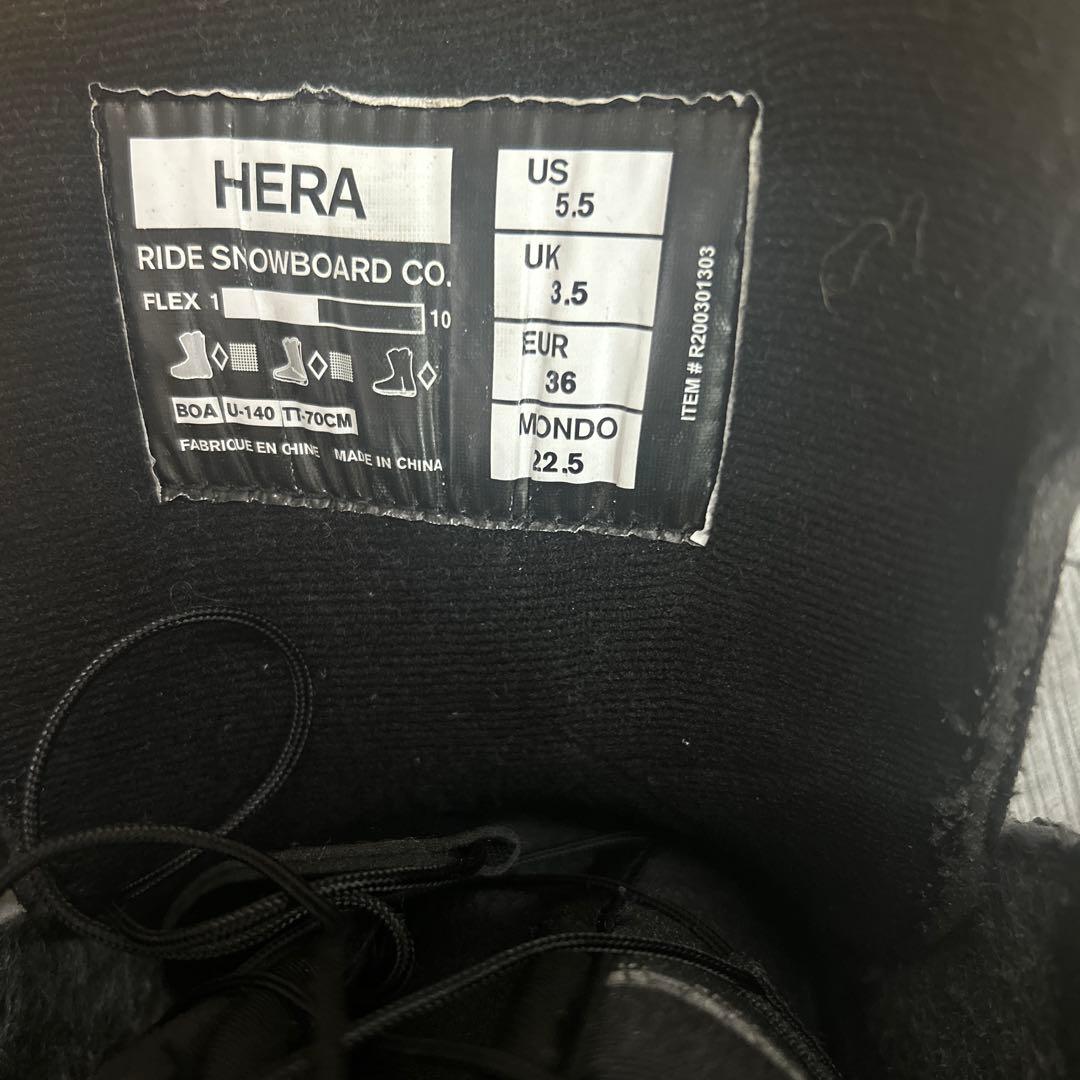 HERA
RIDE SNOWBOARD CO.
FLEX 1 10
BOA U-140 TT-70CM
FABRIQUE EN CHINE MADE IN CHINA
US
5.5
UK
3.5
EUR
36
MONDO
22.5
ITEM # R200301303